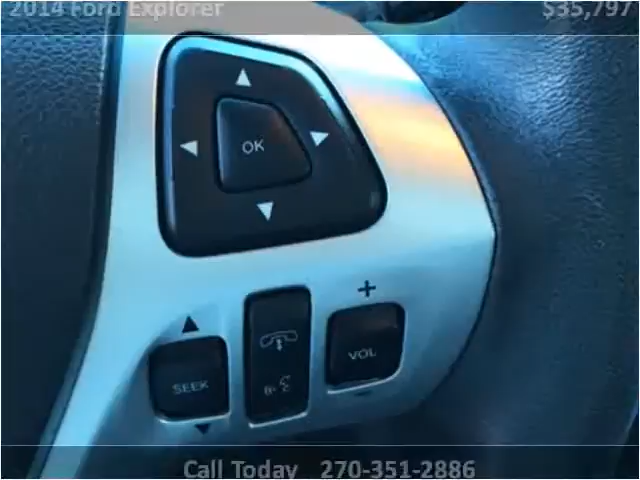 2014 Ford Explorer $35,797
OK
+
SEEK
VOL
-
Call Today 270-351-2886